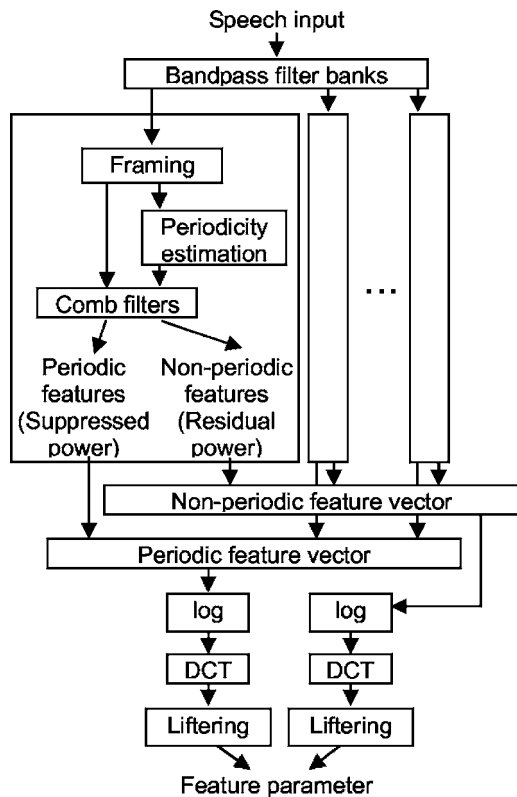 Speech input
Bandpass filter banks
Framing
Periodicity
estimation
Comb filters
...
Periodic
features
(Suppressed
power)
Non-periodic
features
(Residual
power)
Non-periodic feature vector
Periodic feature vector
log
log
DCT
DCT
Liftering
Liftering
Feature parameter